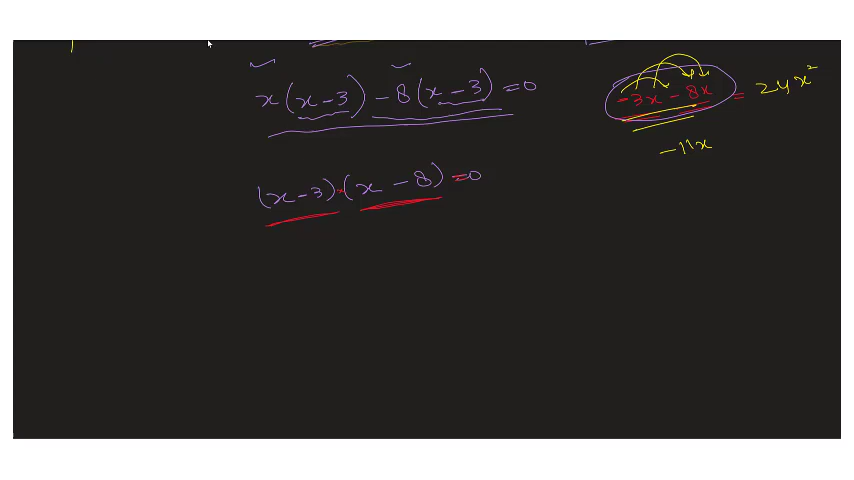 x(x-3) -8(x-3) =0
-3x - 8x = 24x²
-11x
(x-3)·(x-8) =0